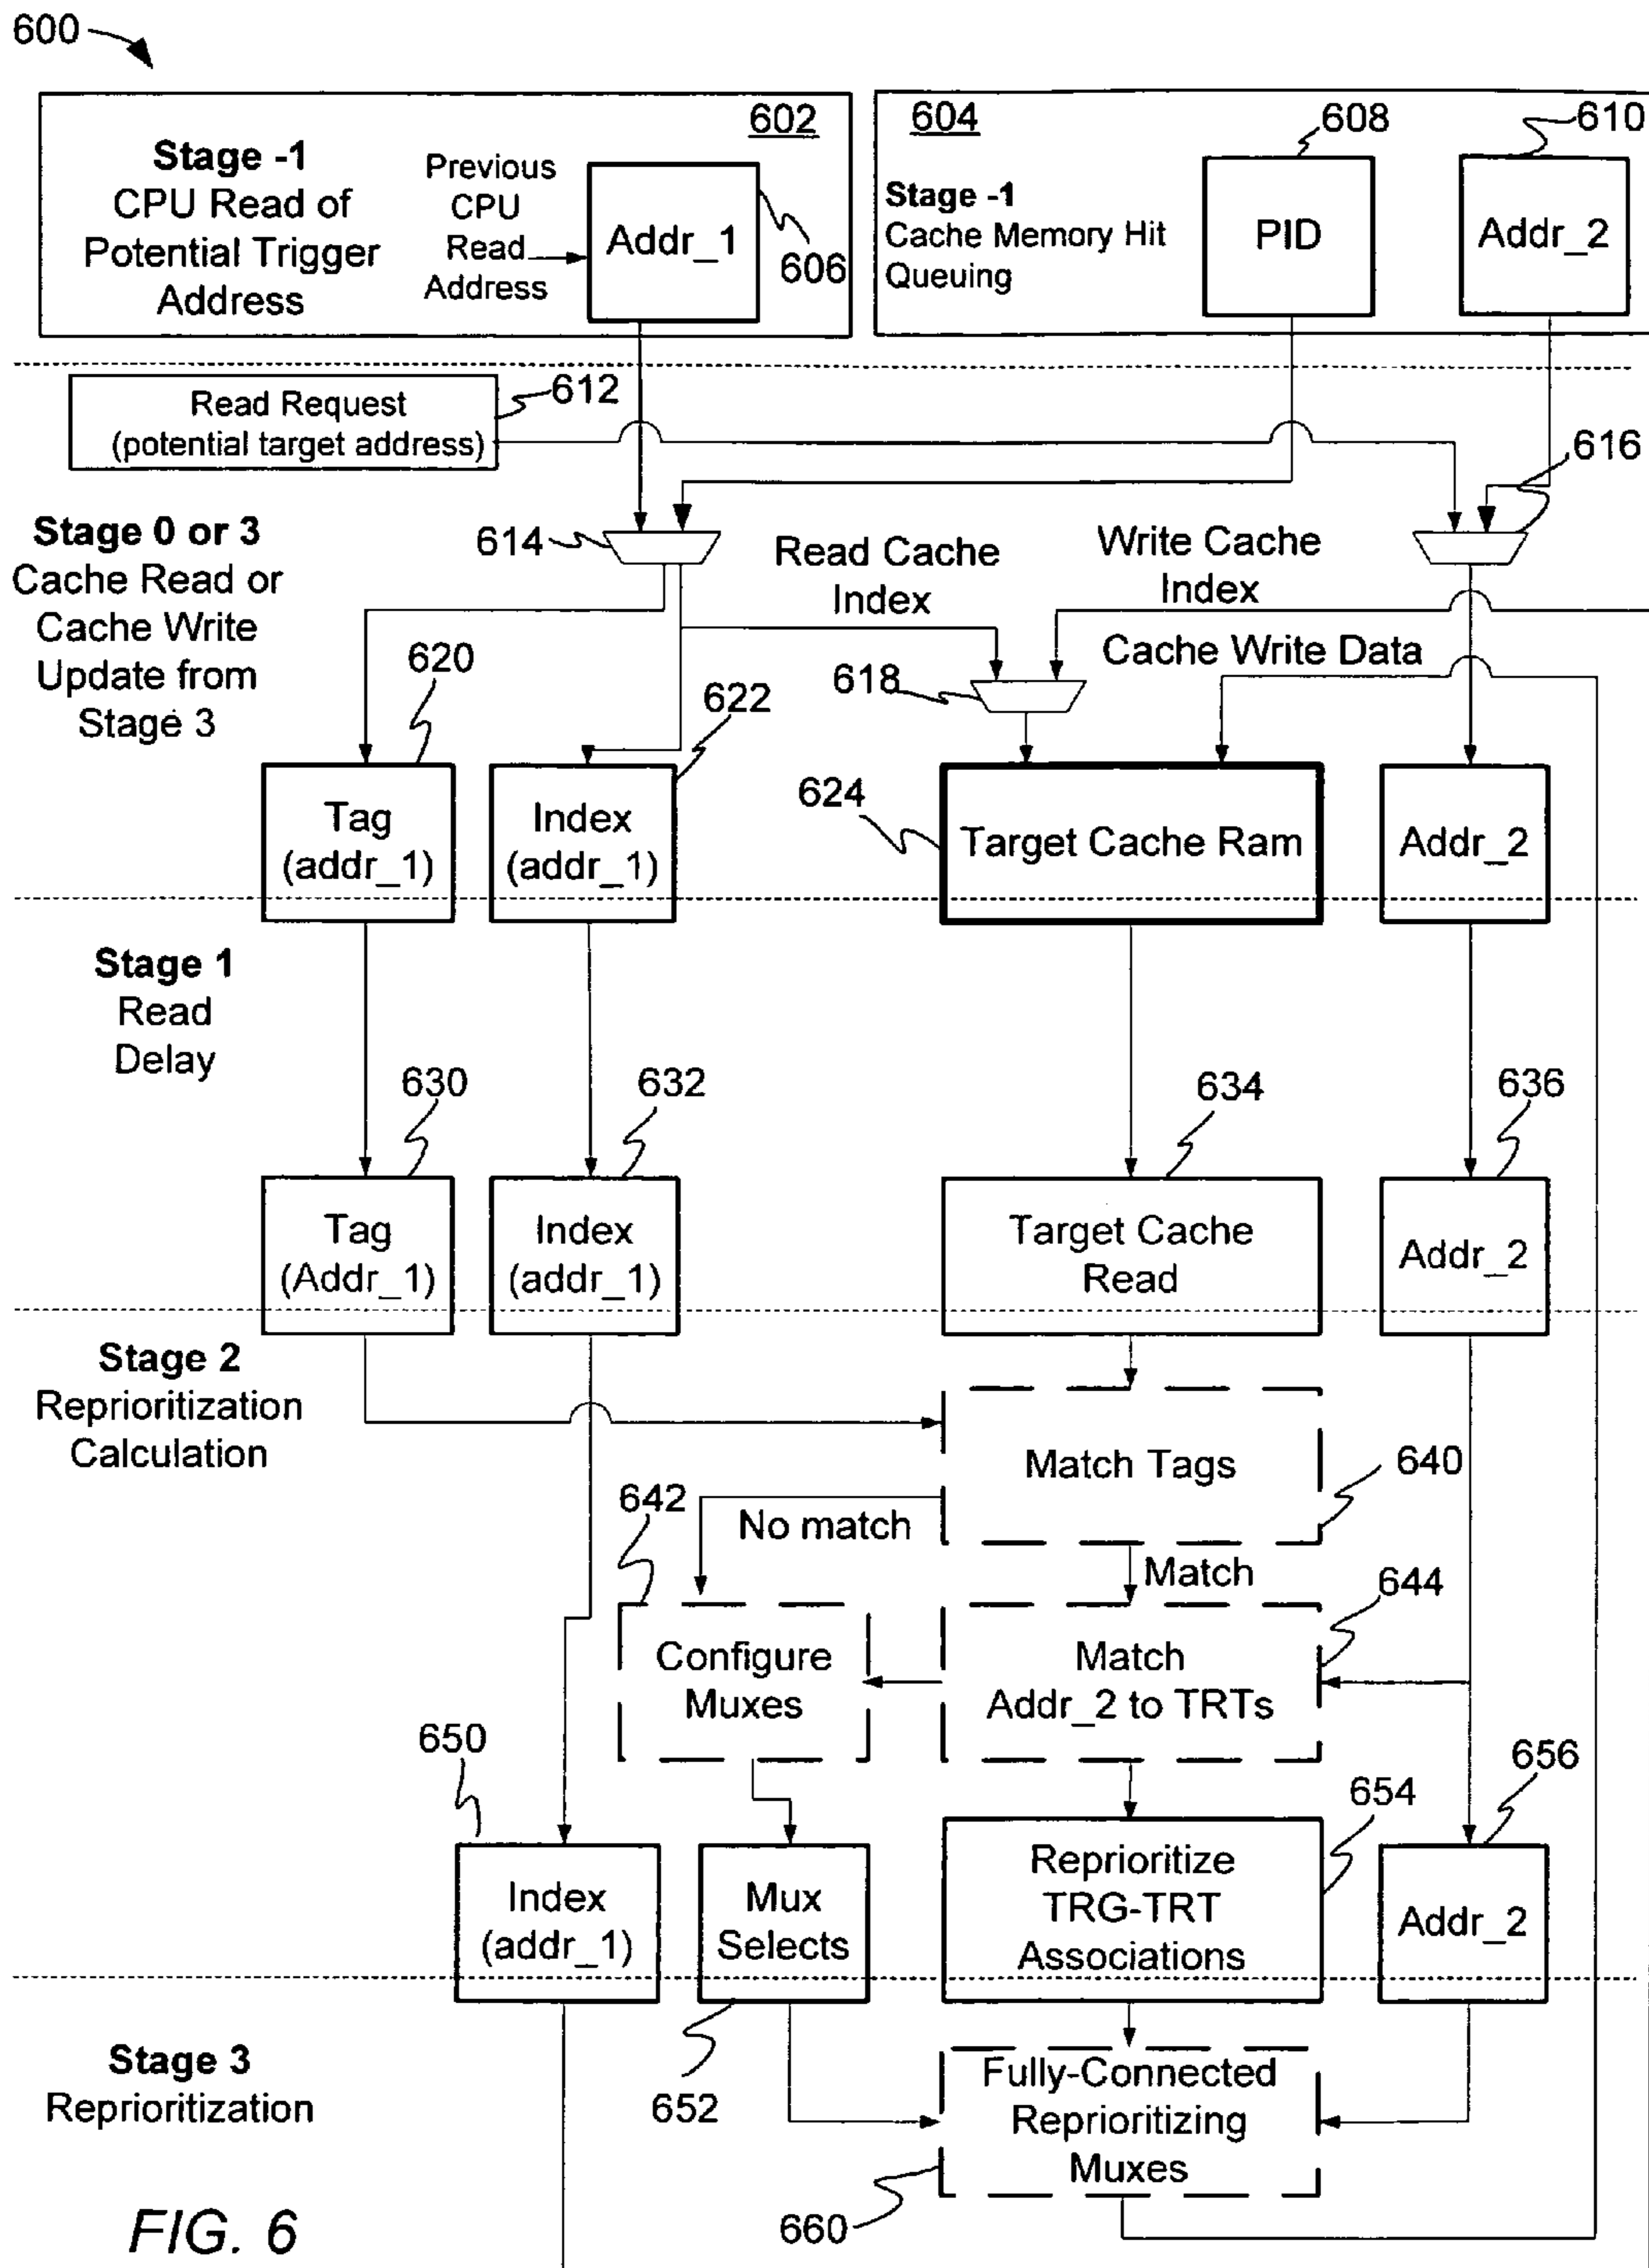 600
602
Stage -1
CPU Read of
Potential Trigger
Address
Previous
CPU
Read
Address
Addr_1
606
604
Stage -1
Cache Memory Hit
Queuing
608
PID
610
Addr_2
Read Request
(potential target address)
612
616
Stage 0 or 3
Cache Read or
Cache Write
Update from
Stage 3
614
Read Cache
Index
Write Cache
Index
Cache Write Data
618
620
622
624
Tag
(addr_1)
Index
(addr_1)
Target Cache Ram
Addr_2
Stage 1
Read
Delay
630
632
634
636
Tag
(Addr_1)
Index
(addr_1)
Target Cache
Read
Addr_2
Stage 2
Reprioritization
Calculation
Match Tags
640
642
No match
Match
644
Configure
Muxes
Match
Addr_2 to TRTs
650
654
656
Index
(addr_1)
Mux
Selects
Reprioritize
TRG-TRT
Associations
Addr_2
Stage 3
Reprioritization
652
Fully-Connected
Reprioritizing
Muxes
660
FIG. 6